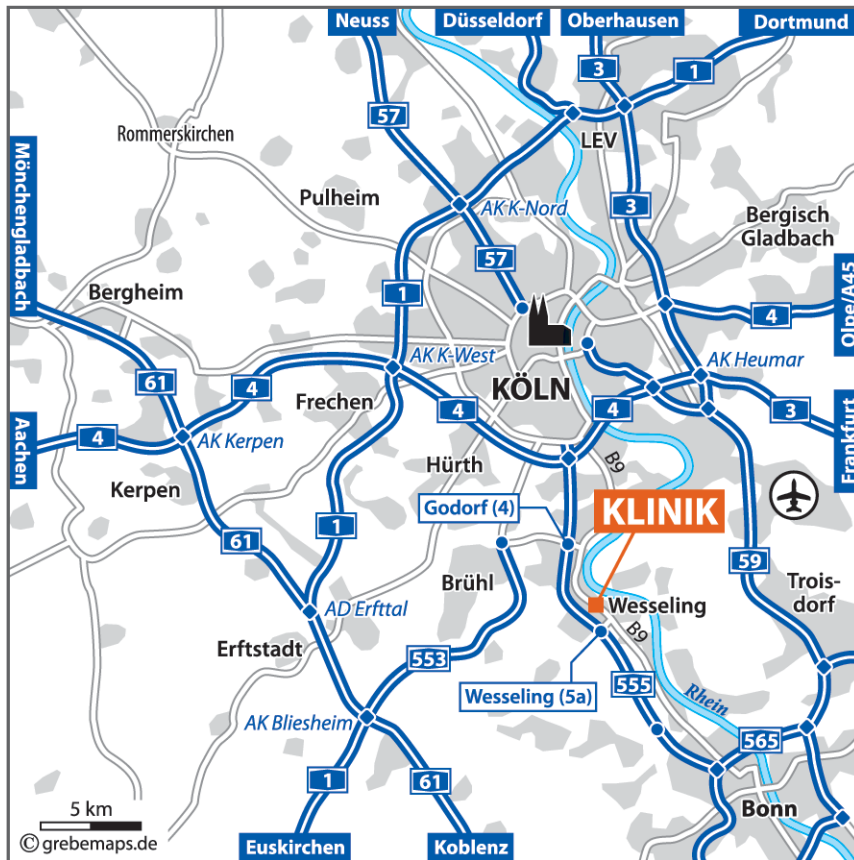 Neuss
Düsseldorf
Oberhausen
Dortmund
3
1
57
Rommerskirchen
LEV
Mönchengladbach
Pulheim
AK K-Nord
3
Bergisch
Gladbach
57
Bergheim
1
Olpe/A45
4
AK K-West
AK Heumar
61
4
KÖLN
Frechen
4
4
3
Frankfurt
Aachen
4
AK Kerpen
B9
Hürth
Kerpen
Godorf (4)
KLINIK
1
61
59
Brühl
Trois-
dorf
AD Erfttal
Wesseling
B9
Erftstadt
553
555
Wesseling (5a)
Rhein
AK Bliesheim
565
1
61
Bonn
5 km
© grebemaps.de
Euskirchen
Koblenz